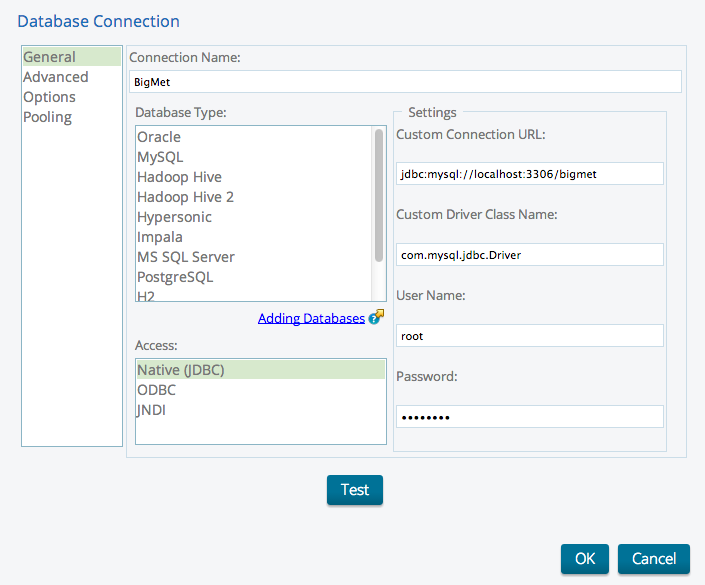 Database Connection
General
Advanced
Options
Pooling
Connection Name:
BigMet
Database Type:
Oracle
MySQL
Hadoop Hive
Hadoop Hive 2
Hypersonic
Impala
MS SQL Server
PostgreSQL
H2
Adding Databases
Access:
Native (JDBC)
ODBC
JNDI
Settings
Custom Connection URL:
jdbc:mysql://localhost:3306/bigmet
Custom Driver Class Name:
com.mysql.jdbc.Driver
User Name:
root
Password:
••••••••
Test
OK
Cancel